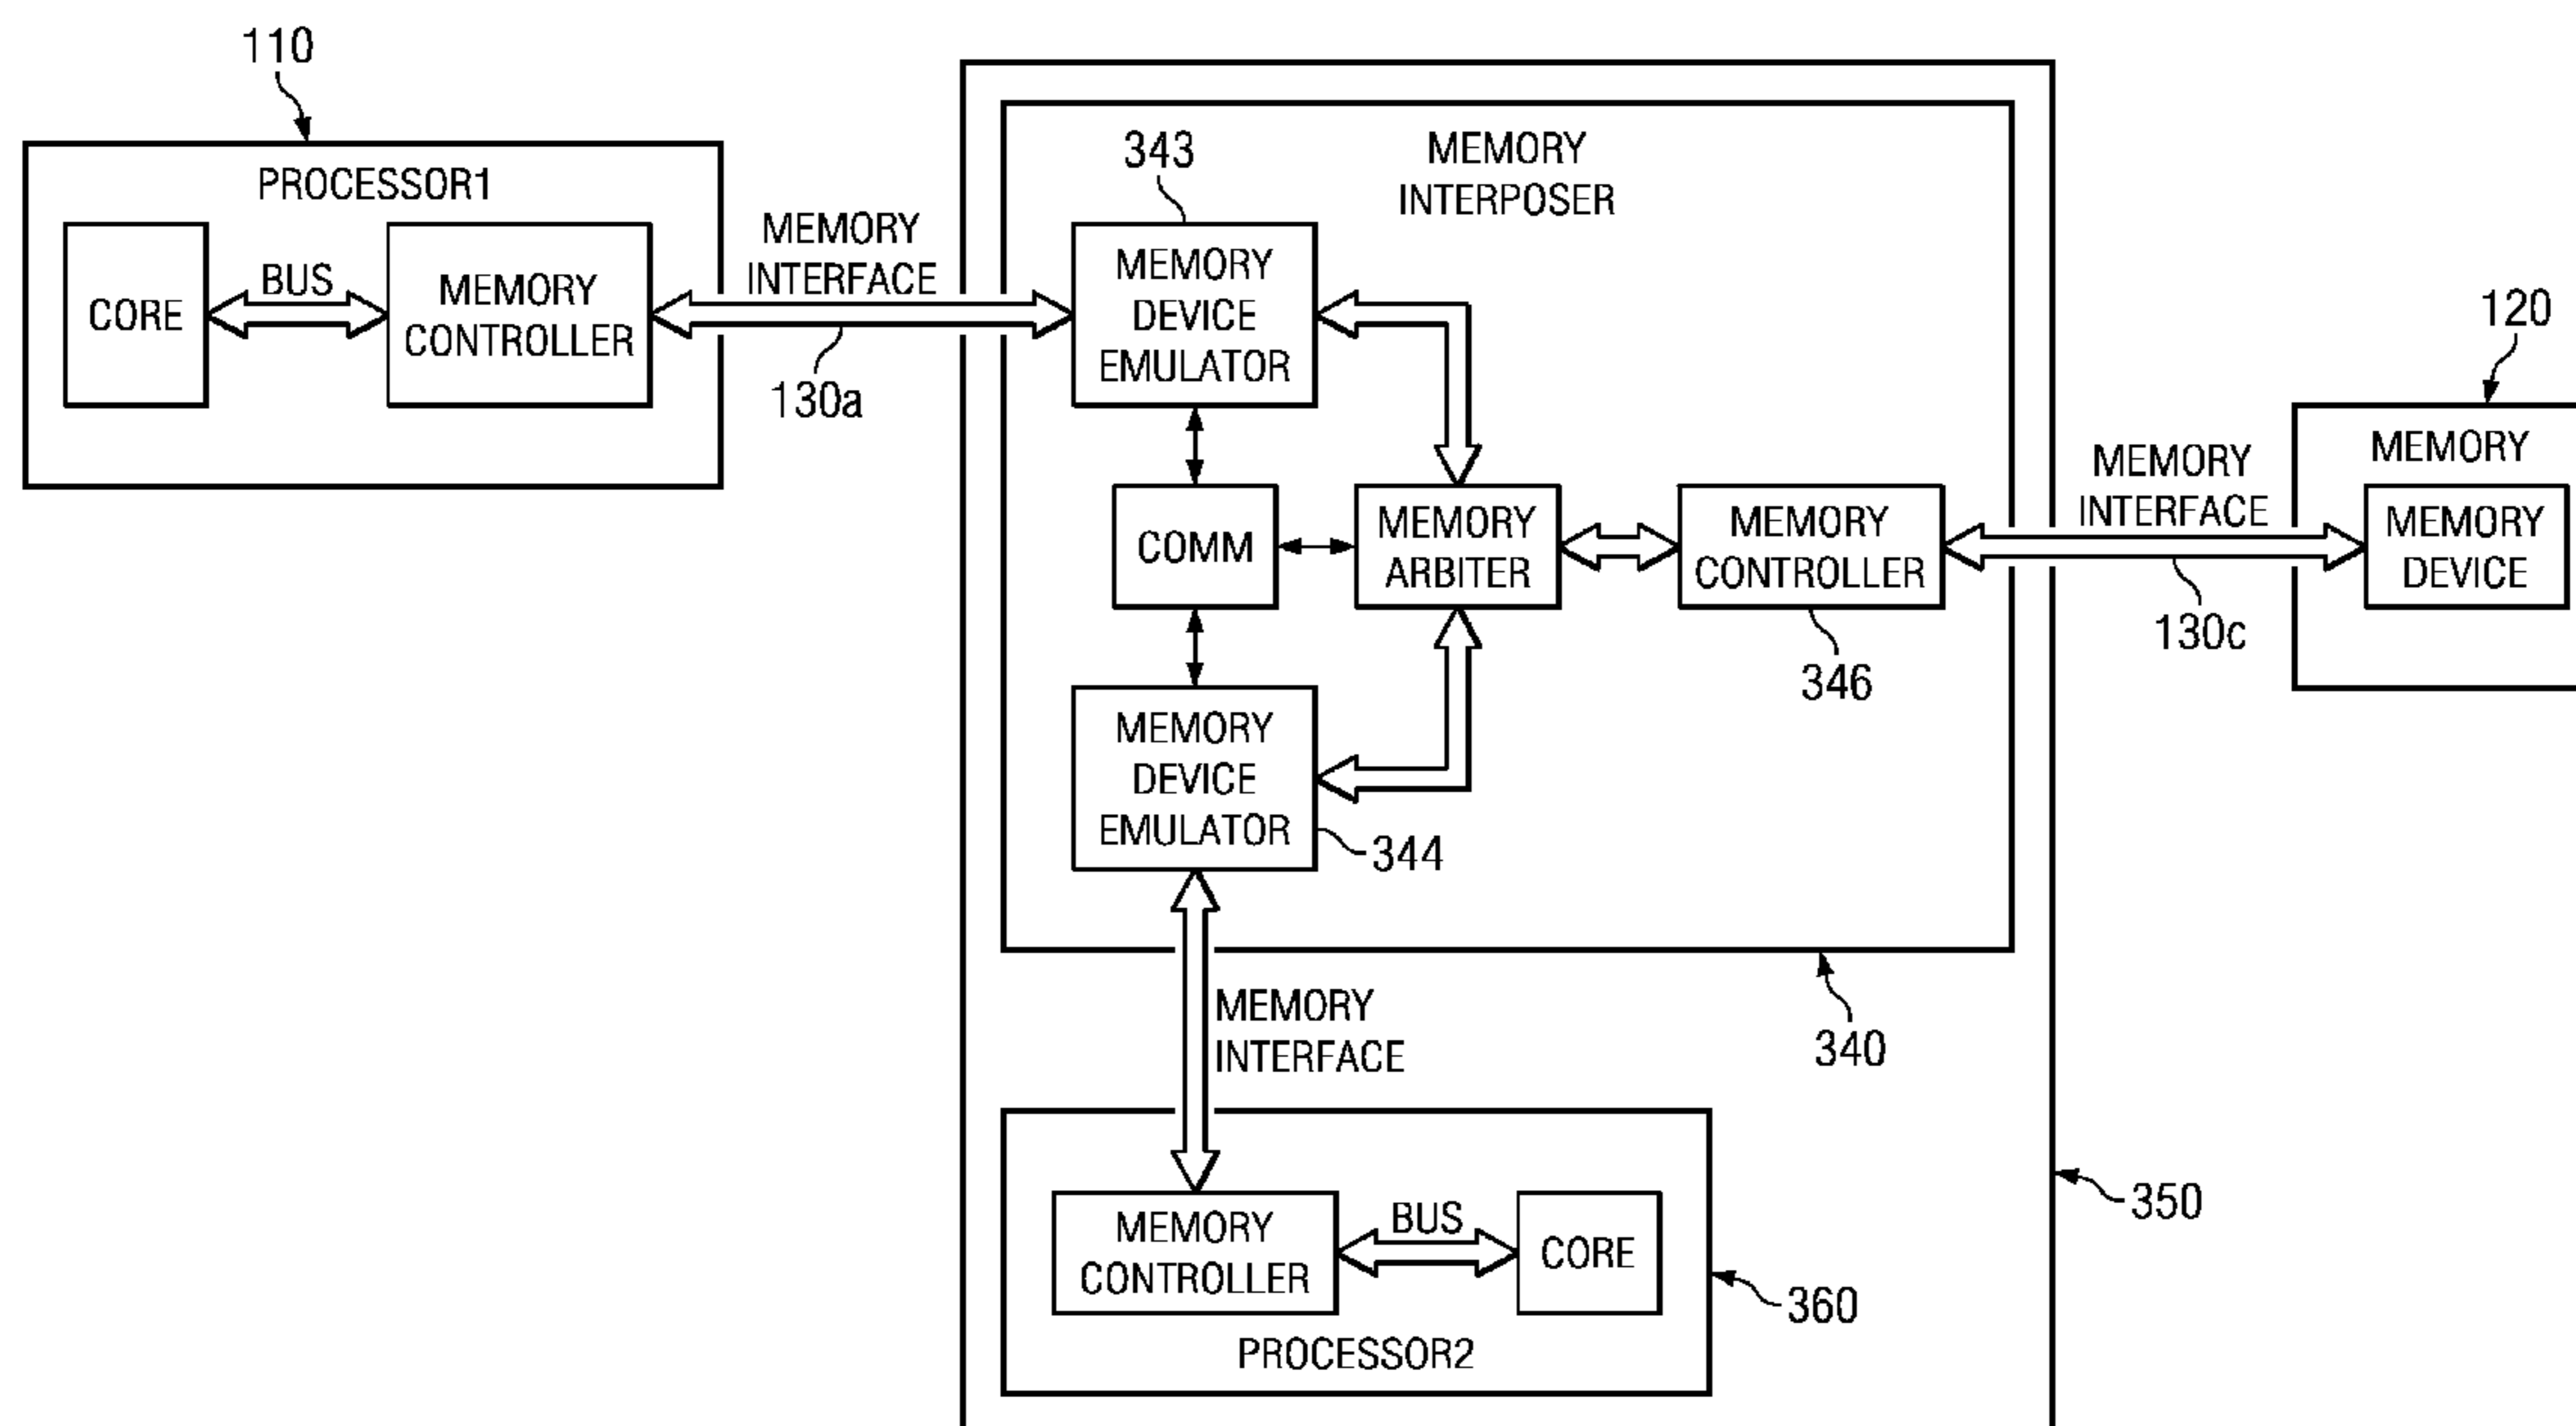 110
PROCESSOR1
CORE
BUS
MEMORY
CONTROLLER
MEMORY
INTERFACE
130a
343
MEMORY
INTERPOSER
MEMORY
DEVICE
EMULATOR
COMM
MEMORY
ARBITER
MEMORY
CONTROLLER
346
MEMORY
INTERFACE
130c
120
MEMORY
MEMORY
DEVICE
MEMORY
DEVICE
EMULATOR
344
340
MEMORY
INTERFACE
MEMORY
CONTROLLER
BUS
CORE
PROCESSOR2
360
350